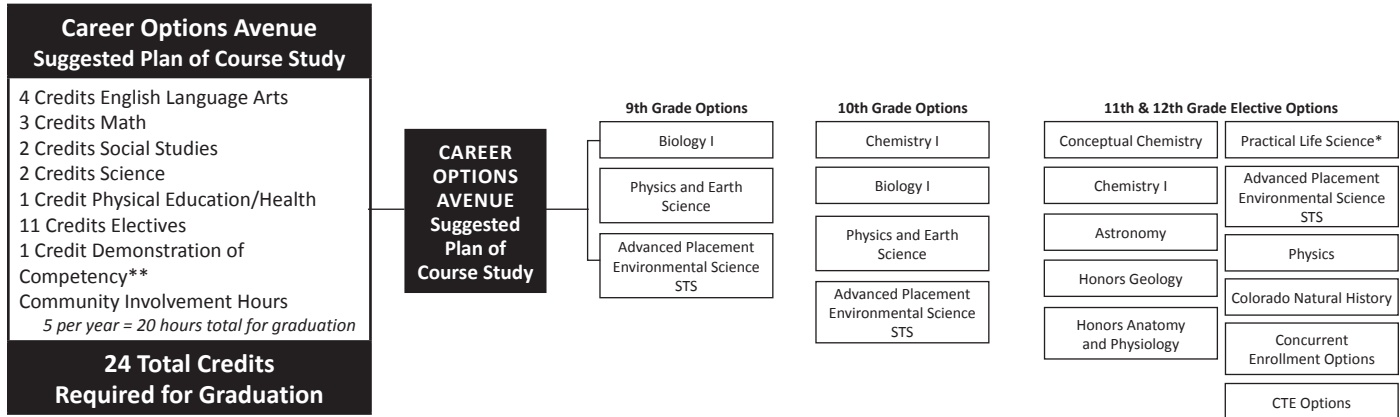 Career Options Avenue
Suggested Plan of Course Study
4 Credits English Language Arts
3 Credits Math
2 Credits Social Studies
2 Credits Science
1 Credit Physical Education/Health
11 Credits Electives
1 Credit Demonstration of
Competency**
Community Involvement Hours
5 per year = 20 hours total for graduation
24 Total Credits
Required for Graduation
CAREER
OPTIONS
AVENUE
Suggested
Plan of
Course Study
9th Grade Options
Biology I
Physics and Earth
Science
Advanced Placement
Environmental Science
STS
10th Grade Options
Chemistry I
Biology I
Physics and Earth
Science
Advanced Placement
Environmental Science
STS
11th & 12th Grade Elective Options
Conceptual Chemistry
Chemistry I
Astronomy
Honors Geology
Honors Anatomy
and Physiology
Practical Life Science*
Advanced Placement
Environmental Science
STS
Physics
Colorado Natural History
Concurrent
Enrollment Options
CTE Options